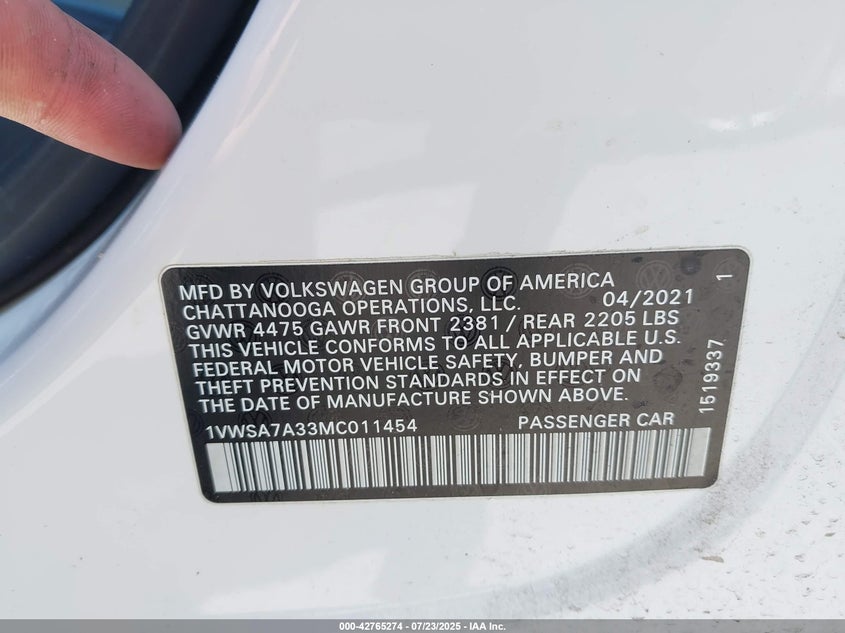 MFD BY VOLKSWAGEN GROUP OF AMERICA
CHATTANOOGA OPERATIONS, LLC. 04/2021
GVWR 4475 GAWR FRONT 2381 / REAR 2205 LBS
THIS VEHICLE CONFORMS TO ALL APPLICABLE U.S.
FEDERAL MOTOR VEHICLE SAFETY, BUMPER AND
THEFT PREVENTION STANDARDS IN EFFECT ON
THE DATE OF MANUFACTURE SHOWN ABOVE.
1VWSA7A33MC011454 PASSENGER CAR
1519337 1
000-42765274 - 07/23/2025 - IAA Inc.